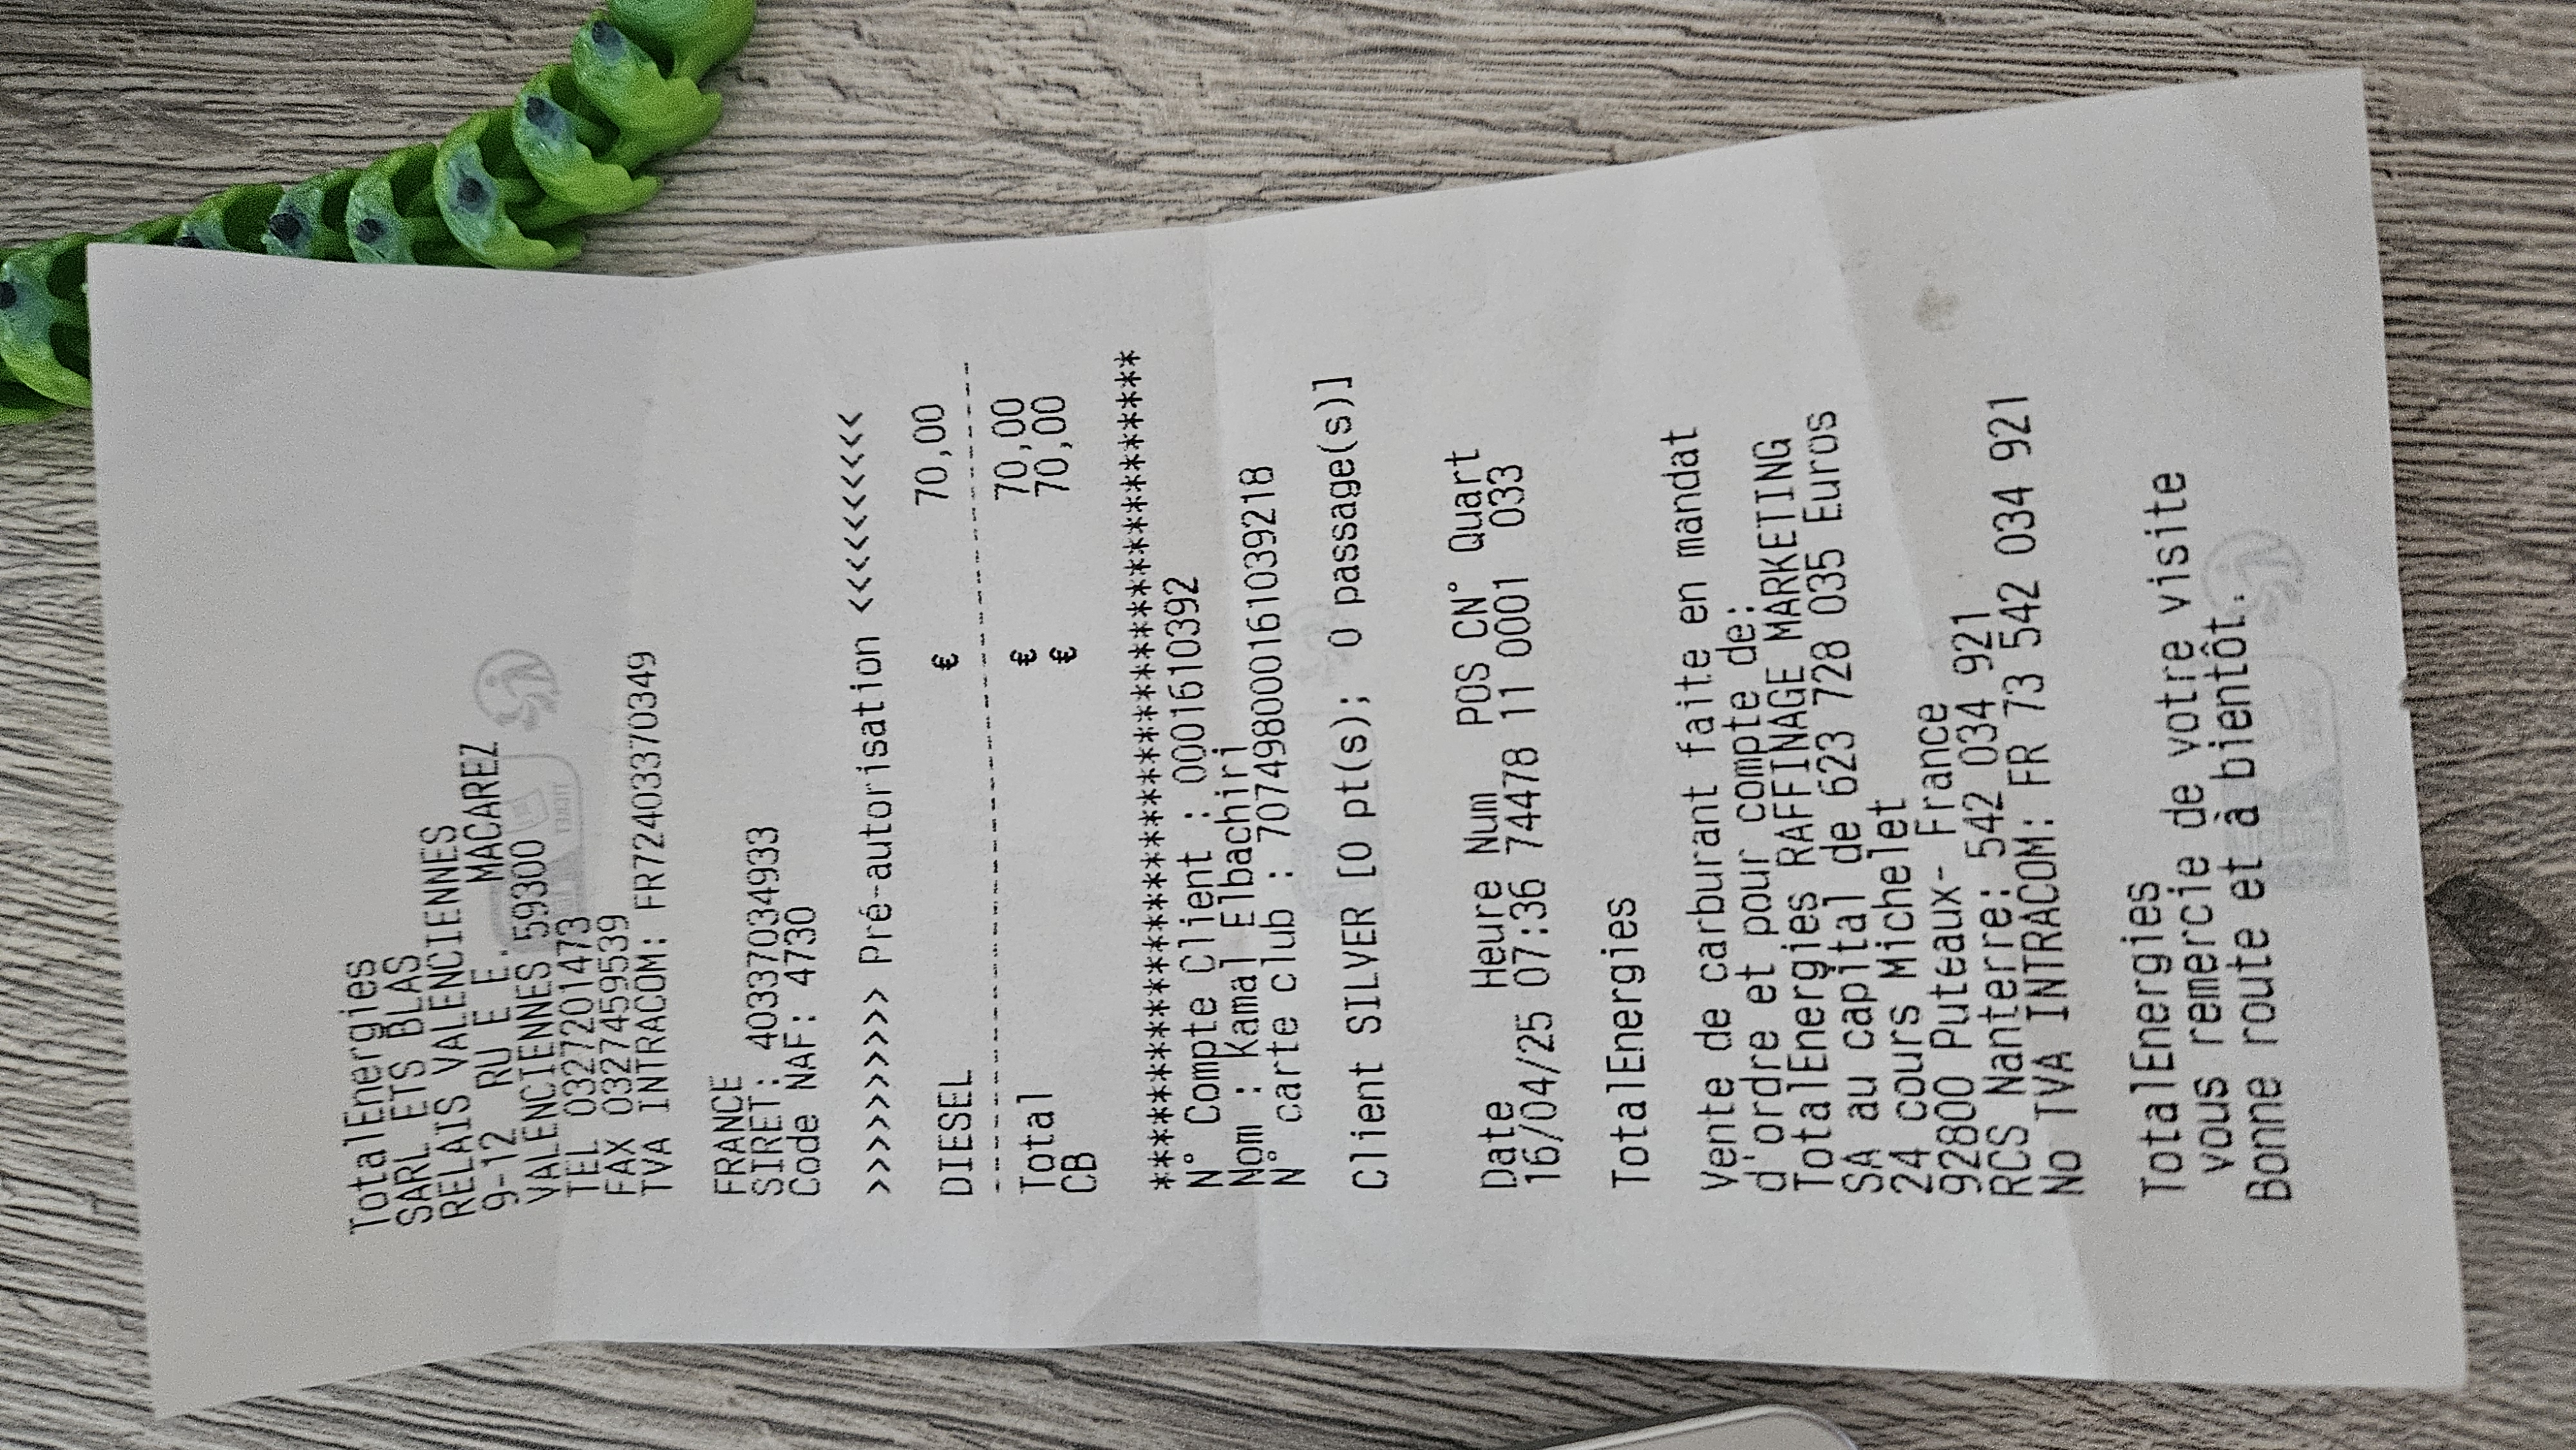 TotalEnergies
SARL ETS BLAS
RELAIS VALENCIENNES
9-12 RU E E. MACAREZ
VALENCIENNES 59300
TEL 0327201473
FAX 0327459539
TVA INTRACOM: FR72403370349
FRANCE
SIRET: 40337034933
Code NAF: 4730
>>>>>>>>>> Pré-autorisation <<<<<<<<<<
DIESEL € 70,00
Total € 70,00
CB € 70,00
***************************************
N° Compte Client : 0001610392
Nom : Kamal Elbachiri
N° carte club : 707498000161039218
Client SILVER [0 pt(s); 0 passage(s)]
Date Heure Num POS CN° Quart
16/04/25 07:36 74478 11 0001 033
TotalEnergies
Vente de carburant faite en mandat
d'ordre et pour compte de:
TotalEnergies RAFFINAGE MARKETING
SA au capital de 623 728 035 Euros
24 cours Michelet
92800 Puteaux- France
RCS Nanterre: 542 034 921
No TVA INTRACOM: FR 73 542 034 921
TotalEnergies
vous remercie de votre visite
Bonne route et à bientôt.